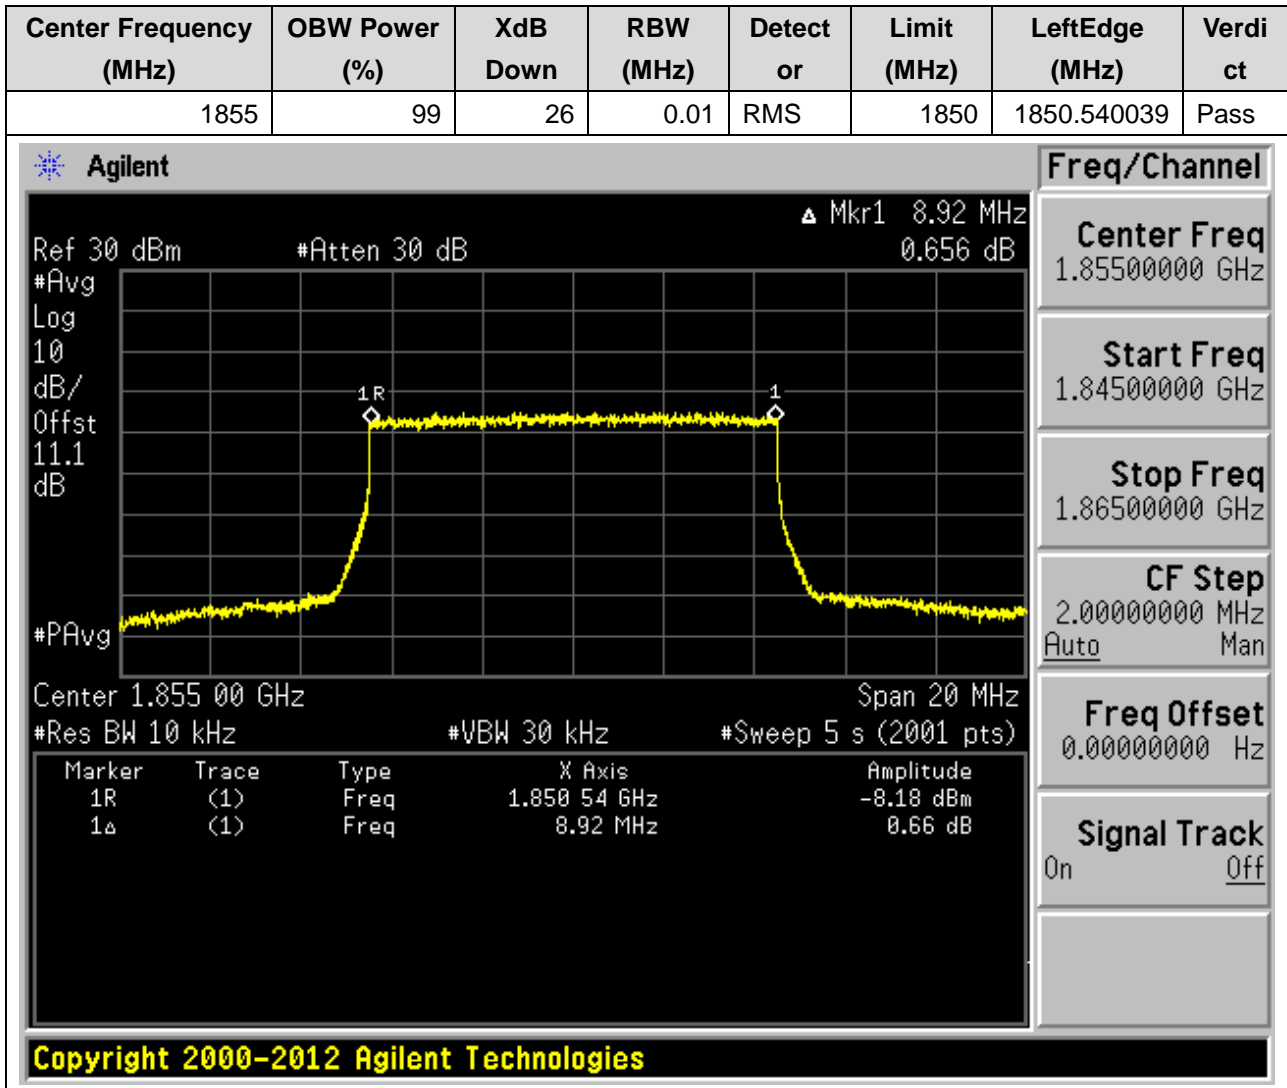 Center Frequency (MHz) OBW Power (%) XdB Down RBW (MHz) Detect or Limit (MHz) LeftEdge (MHz) Verdi ct
1855 99 26 0.01 RMS 1850 1850.540039 Pass
Agilent Freq/Channel
Δ Mkr1 8.92 MHz
Ref 30 dBm #Atten 30 dB 0.656 dB
#Avg
Log
10
dB/
Offst
11.1
dB
1R 1
#PAvg
Center 1.855 00 GHz Span 20 MHz
#Res BW 10 kHz #VBW 30 kHz #Sweep 5 s (2001 pts)
Marker Trace Type X Axis Amplitude
1R (1) Freq 1.850 54 GHz -8.18 dBm
1Δ (1) Freq 8.92 MHz 0.66 dB
Center Freq
1.85500000 GHz
Start Freq
1.84500000 GHz
Stop Freq
1.86500000 GHz
CF Step
2.00000000 MHz
Auto Man
Freq Offset
0.00000000 Hz
Signal Track
On Off
Copyright 2000-2012 Agilent Technologies